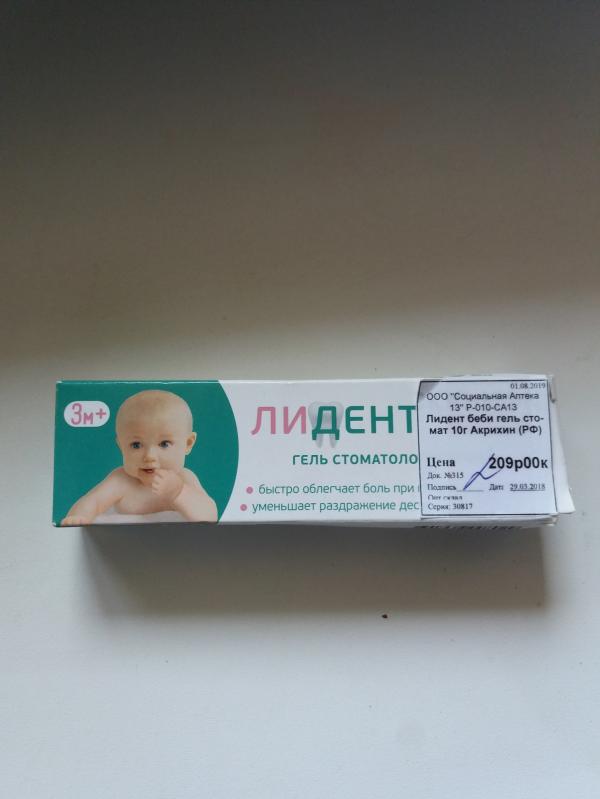 3м+
ЛИДЕНТ
ГЕЛЬ СТОМАТОЛО
быстро облегчает боль при
уменьшает раздражение дес
01.08.2019
ООО "Социальная Аптека
13" Р-010-СА13
Лидент беби гель сто-
мат 10г Акрихин (РФ)
Цена 209р00к
Док. №315
Подпись Дата 29.03.2018
Опт склад
Серия: 30817